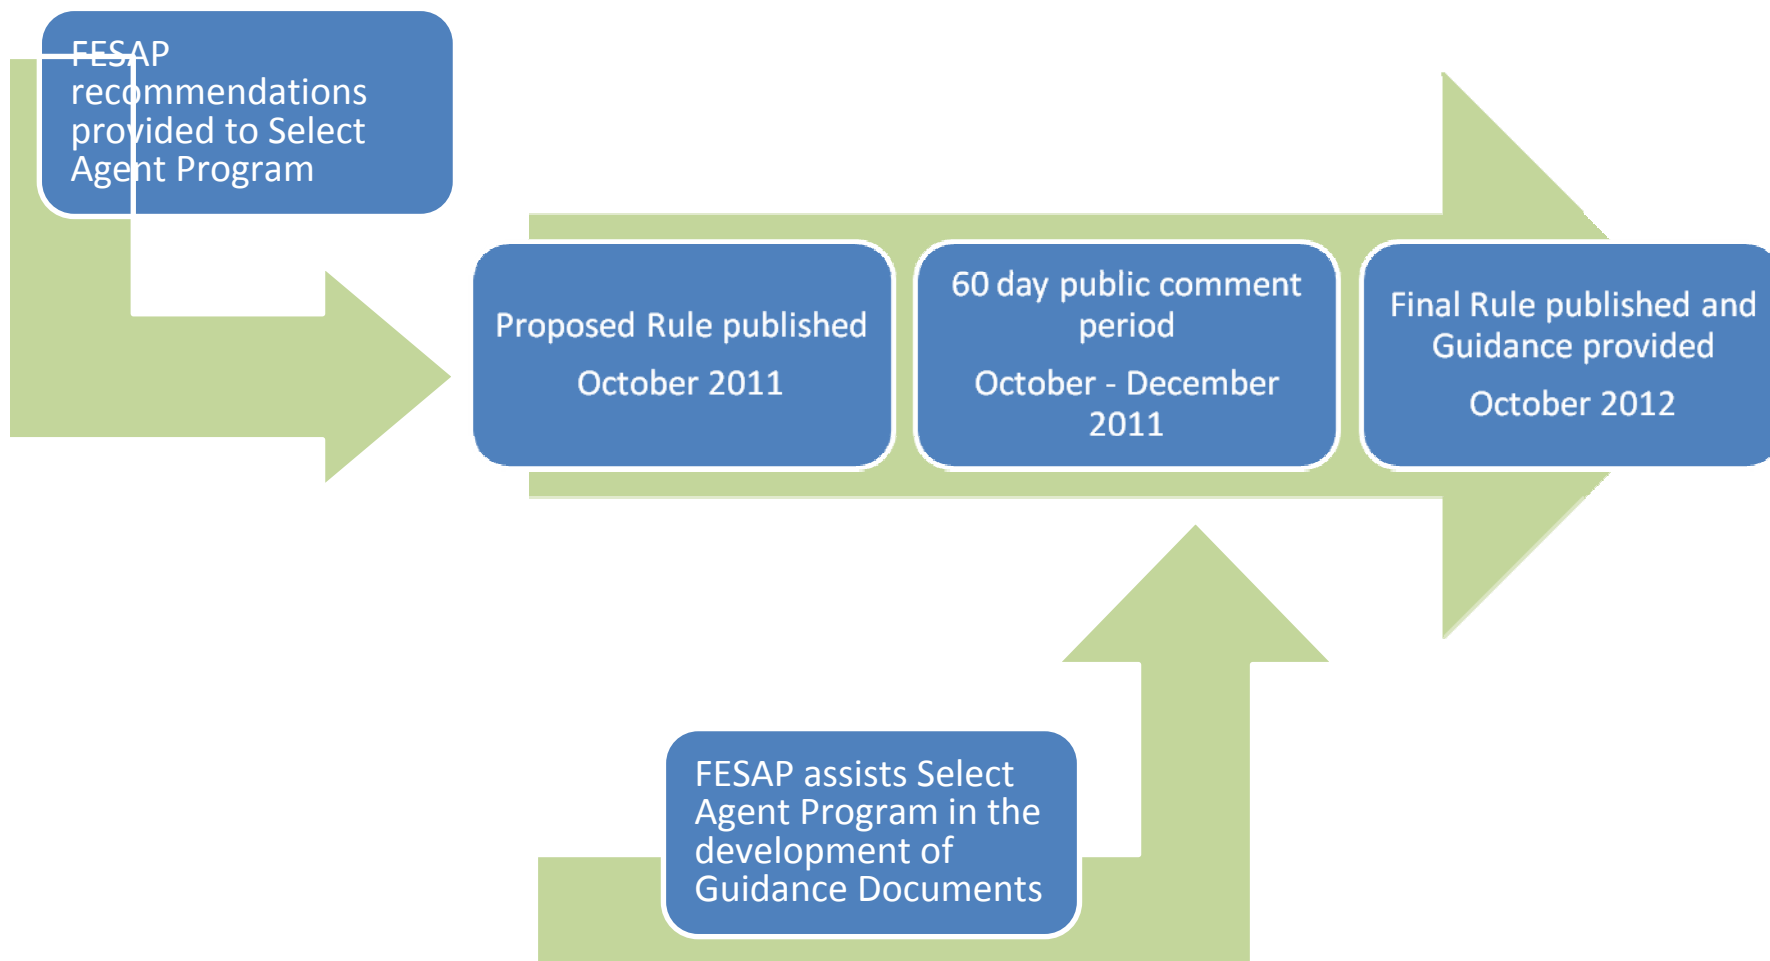 FESAP
recommendations
provided to Select
Agent Program
Proposed Rule published
October 2011
60 day public comment
period
October - December
2011
Final Rule published and
Guidance provided
October 2012
FESAP assists Select
Agent Program in the
development of
Guidance Documents